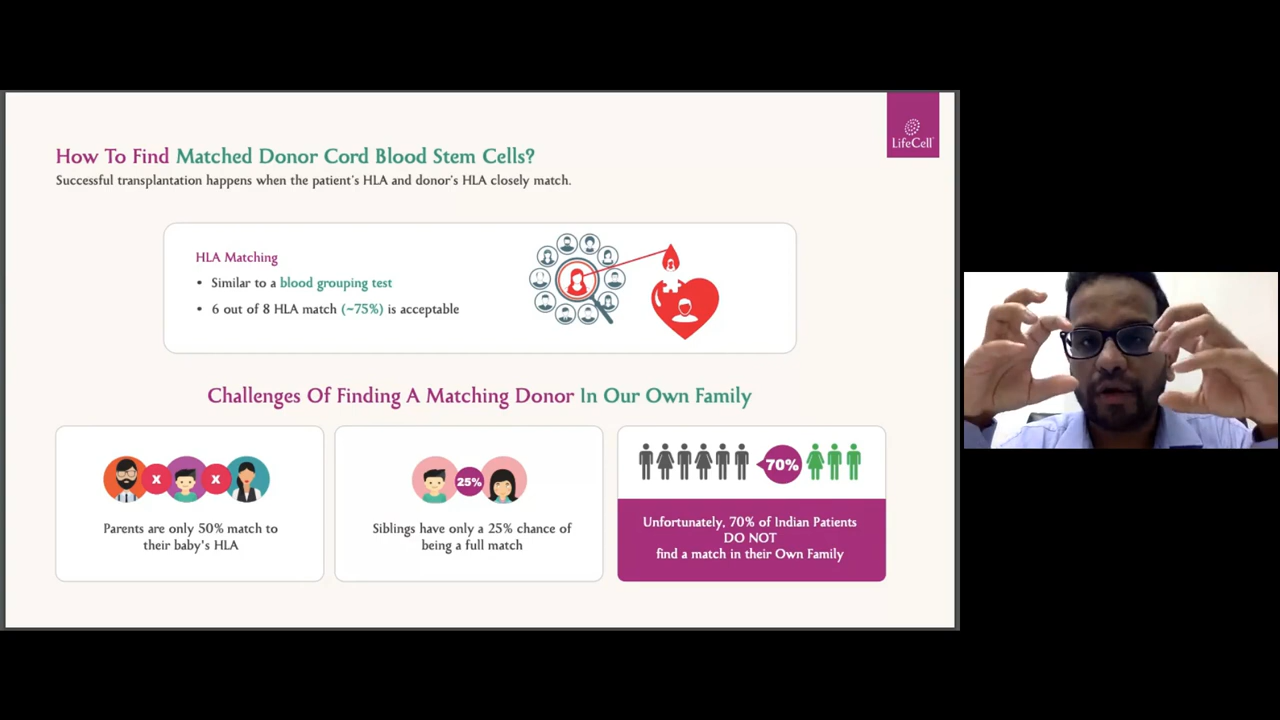 LifeCell
How To Find Matched Donor Cord Blood Stem Cells?
Successful transplantation happens when the patient's HLA and donor's HLA closely match.
HLA Matching
• Similar to a blood grouping test
• 6 out of 8 HLA match (~75%) is acceptable
Challenges Of Finding A Matching Donor In Our Own Family
X
X
Parents are only 50% match to
their baby's HLA
25%
Siblings have only a 25% chance of
being a full match
70%
Unfortunately, 70% of Indian Patients
DO NOT
find a match in their Own Family